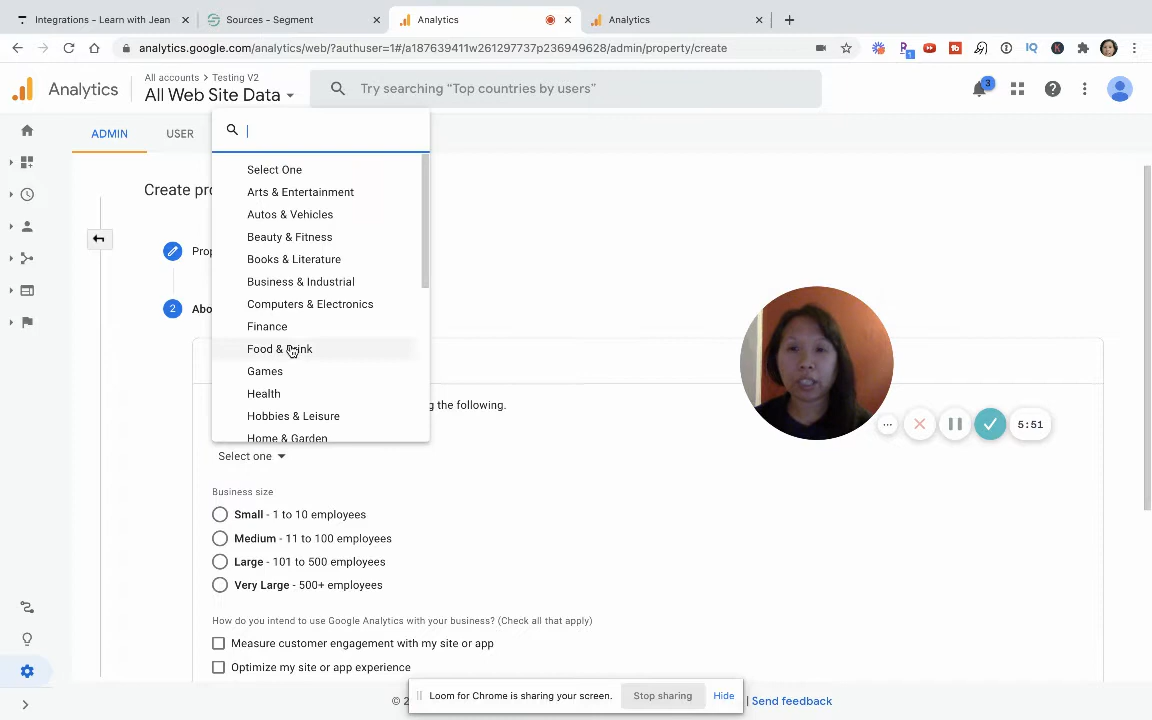 Integrations - Learn with Jean
Sources - Segment
Analytics
Analytics
analytics.google.com/analytics/web/?authuser=1#/a187639411w261297737p236949628/admin/property/create
Analytics
All accounts > Testing V2
All Web Site Data
Try searching "Top countries by users"
3
1
ADMIN
USER
Create pro
Prop
2
Abo
Select One
Arts & Entertainment
Autos & Vehicles
Beauty & Fitness
Books & Literature
Business & Industrial
Computers & Electronics
Finance
Food & Drink
Games
Health
Hobbies & Leisure
Home & Garden
g the following.
Select one
5:51
Business size
Small - 1 to 10 employees
Medium - 11 to 100 employees
Large - 101 to 500 employees
Very Large - 500+ employees
How do you intend to use Google Analytics with your business? (Check all that apply)
Measure customer engagement with my site or app
Optimize my site or app experience
Loom for Chrome is sharing your screen.
Stop sharing
Hide
© 2
| Send feedback